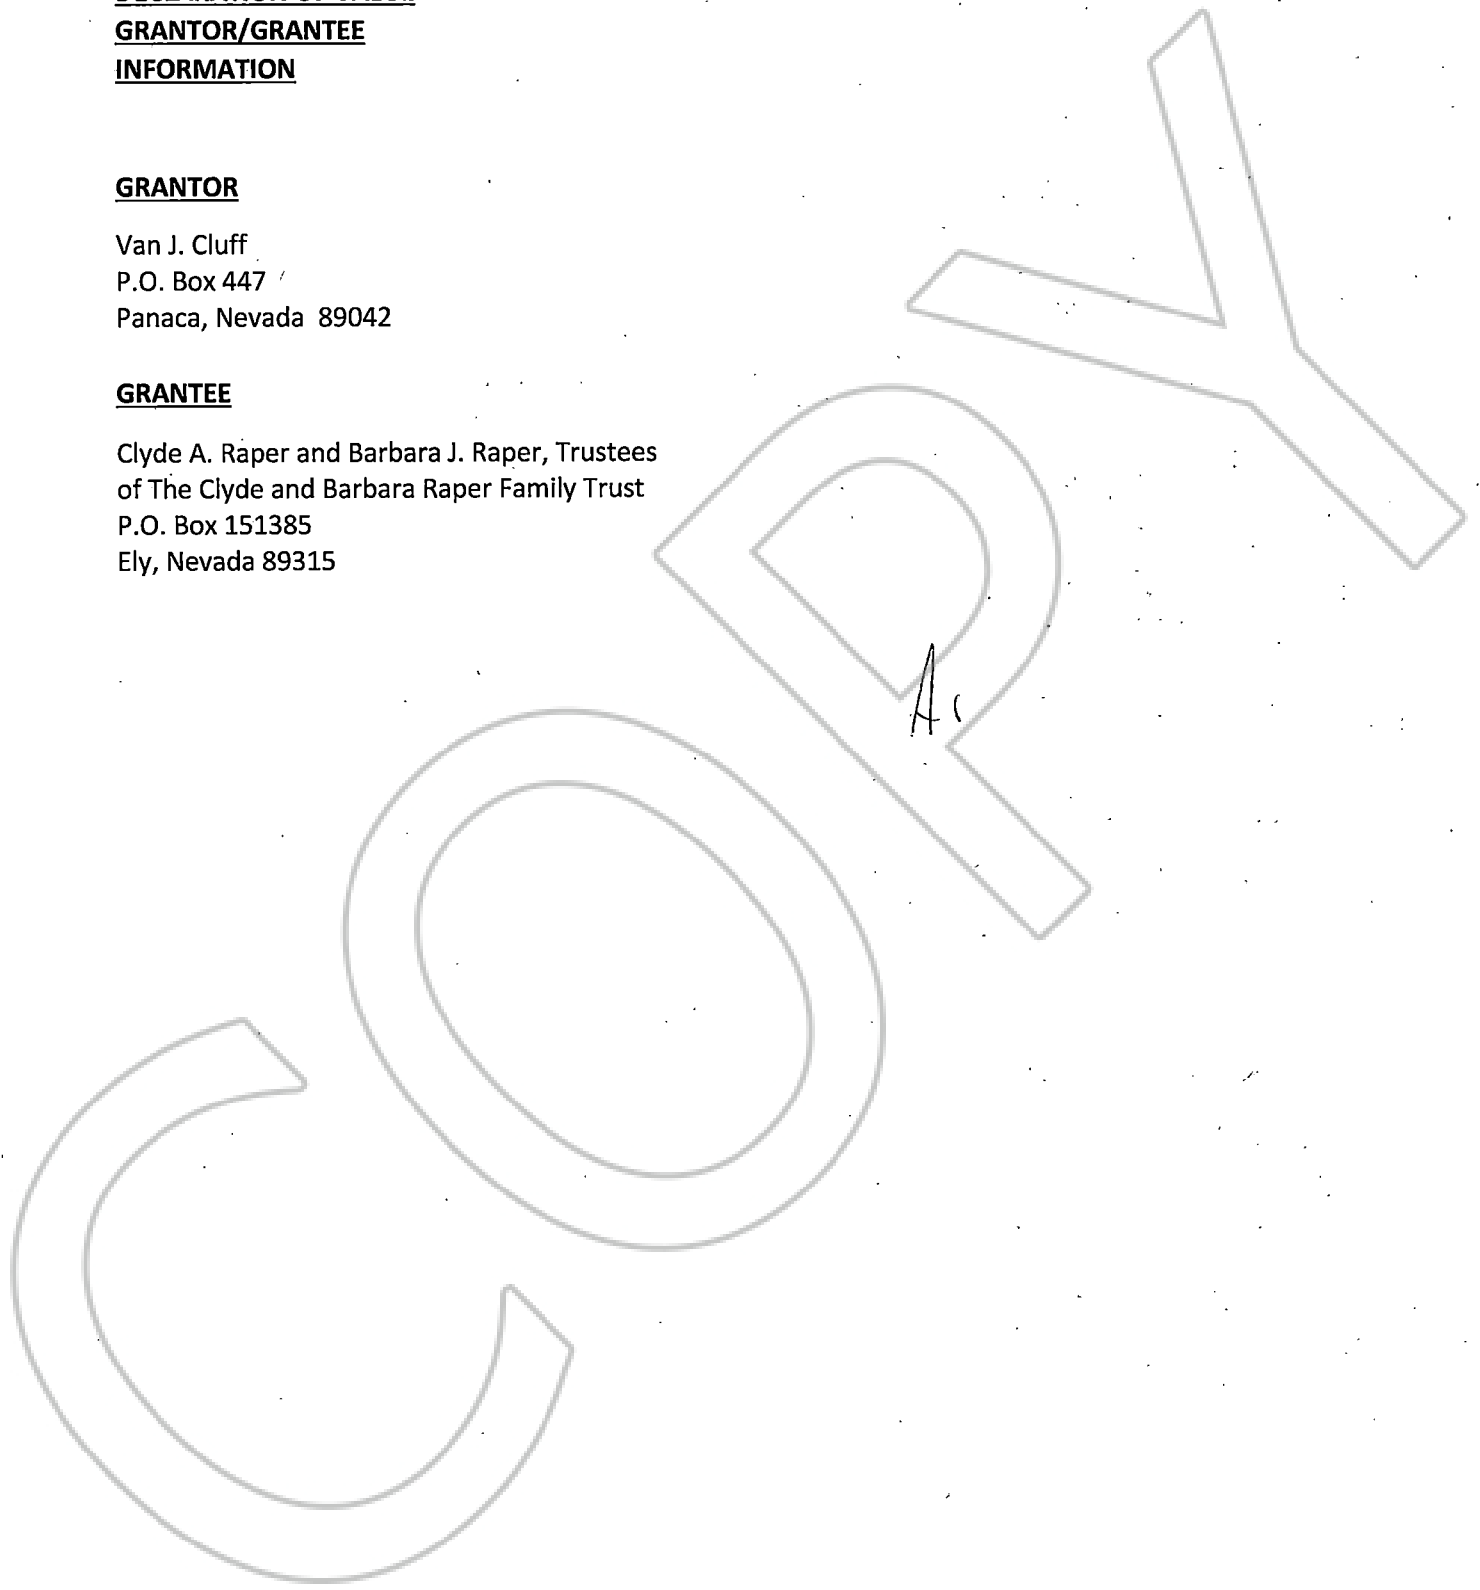 GRANTOR/GRANTEE
INFORMATION
GRANTOR
Van J. Cluff
P.O. Box 447
Panaca, Nevada 89042
GRANTEE
Clyde A. Raper and Barbara J. Raper, Trustees
of The Clyde and Barbara Raper Family Trust
P.O. Box 151385
Ely, Nevada 89315
COPY